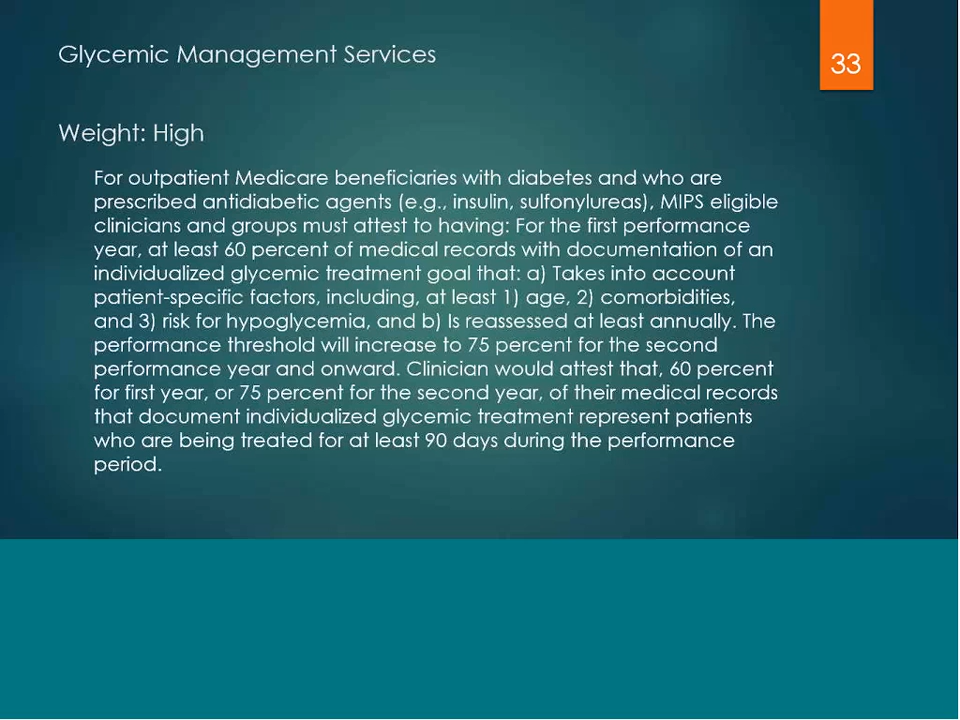 Glycemic Management Services
33
Weight: High
For outpatient Medicare beneficiaries with diabetes and who are
prescribed antidiabetic agents (e.g., insulin, sulfonylureas), MIPS eligible
clinicians and groups must attest to having: For the first performance
year, at least 60 percent of medical records with documentation of an
individualized glycemic treatment goal that: a) Takes into account
patient-specific factors, including, at least 1) age, 2) comorbidities,
and 3) risk for hypoglycemia, and b) Is reassessed at least annually. The
performance threshold will increase to 75 percent for the second
performance year and onward. Clinician would attest that, 60 percent
for first year, or 75 percent for the second year, of their medical records
that document individualized glycemic treatment represent patients
who are being treated for at least 90 days during the performance
period.